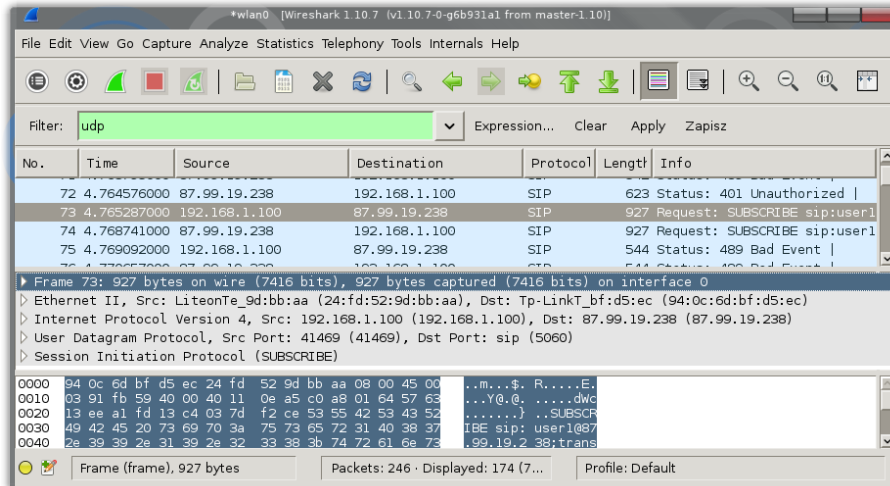 *wlan0 [Wireshark 1.10.7 (v1.10.7-0-g6b931a1 from master-1.10)]
File Edit View Go Capture Analyze Statistics Telephony Tools Internals Help
Filter: udp Expression... Clear Apply Zapisz
No. Time Source Destination Protocol Length Info
72 4.764576000 87.99.19.238 192.168.1.100 SIP 623 Status: 401 Unauthorized |
73 4.765287000 192.168.1.100 87.99.19.238 SIP 927 Request: SUBSCRIBE sip:user1
74 4.768741000 87.99.19.238 192.168.1.100 SIP 927 Request: SUBSCRIBE sip:user1
75 4.769092000 192.168.1.100 87.99.19.238 SIP 544 Status: 489 Bad Event |
Frame 73: 927 bytes on wire (7416 bits), 927 bytes captured (7416 bits) on interface 0
Ethernet II, Src: LiteonTe_9d:bb:aa (24:fd:52:9d:bb:aa), Dst: Tp-LinkT_bf:d5:ec (94:0c:6d:bf:d5:ec)
Internet Protocol Version 4, Src: 192.168.1.100 (192.168.1.100), Dst: 87.99.19.238 (87.99.19.238)
User Datagram Protocol, Src Port: 41469 (41469), Dst Port: sip (5060)
Session Initiation Protocol (SUBSCRIBE)
0000 94 0c 6d bf d5 ec 24 fd 52 9d bb aa 08 00 45 00 ..m...$. R.....E.
0010 03 91 fb 59 40 00 40 11 0e a5 c0 a8 01 64 57 63 ...Y@.@. .....dWc
0020 13 ee a1 fd 13 c4 03 7d f2 ce 53 55 42 53 43 52 .......} ..SUBSCR
0030 49 42 45 20 73 69 70 3a 75 73 65 72 31 40 38 37 IBE sip: user1@87
0040 2e 39 39 2e 31 39 2e 32 33 38 3b 74 72 61 6e 73 .99.19.2 38;trans
Frame (frame), 927 bytes Packets: 246 · Displayed: 174 (7... Profile: Default